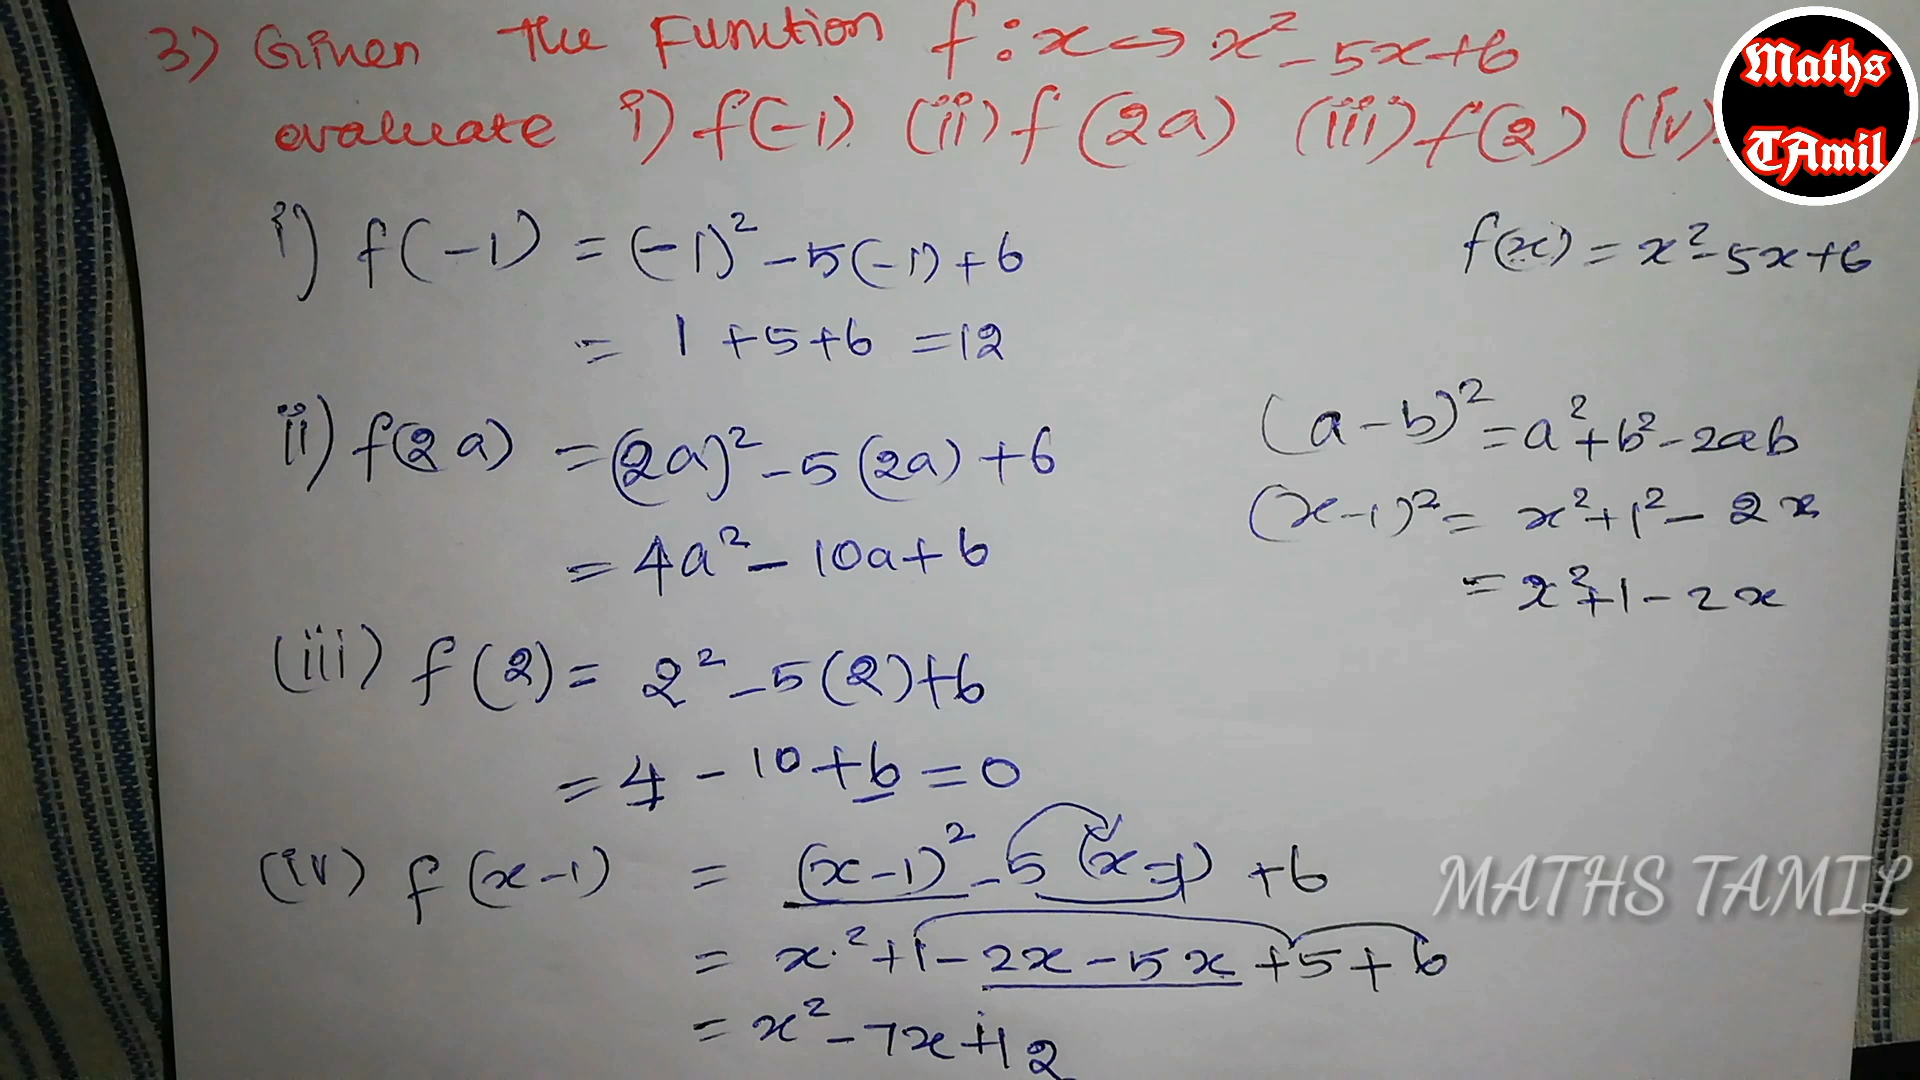 3) Given the Function f : x → x² - 5x + 6
evaluate i) f(-1) (ii) f (2a) (iii) f(2) (iv)
Maths
TAmil
i) f(-1) = (-1)² - 5(-1) + 6
f(x) = x² - 5x + 6
= 1 + 5 + 6 = 12
ii) f(2a) = (2a)² - 5(2a) + 6
(a - b)² = a² + b² - 2ab
= 4a² - 10a + 6
(x - 1)² = x² + 1² - 2x
= x² + 1 - 2x
(iii) f(2) = 2² - 5(2) + 6
= 4 - 10 + 6 = 0
(iv) f(x-1) = (x-1)² - 5(x-1) + 6
MATHS TAMIL
= x² + 1 - 2x - 5x + 5 + 6
= x² - 7x + 12